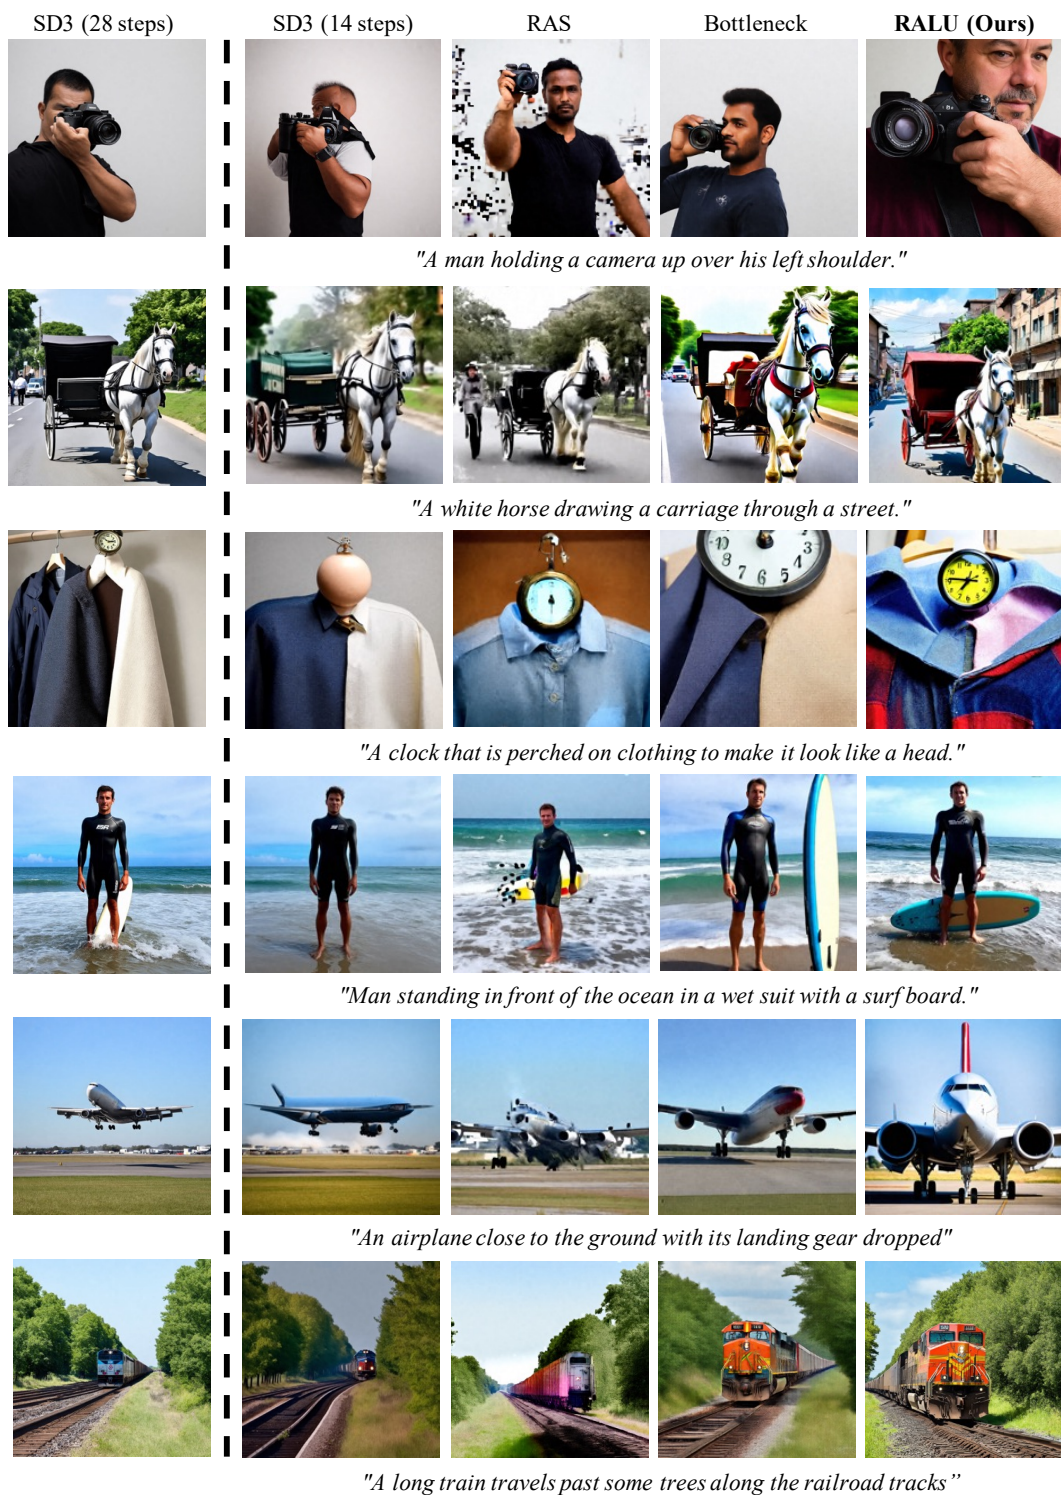 SD3 (28 steps)
SD3 (14 steps)
RAS
Bottleneck
RALU (Ours)
"A man holding a camera up over his left shoulder."
"A white horse drawing a carriage through a street."
"A clock that is perched on clothing to make it look like a head."
"Man standing in front of the ocean in a wet suit with a surf board."
"An airplane close to the ground with its landing gear dropped"
"A long train travels past some trees along the railroad tracks”